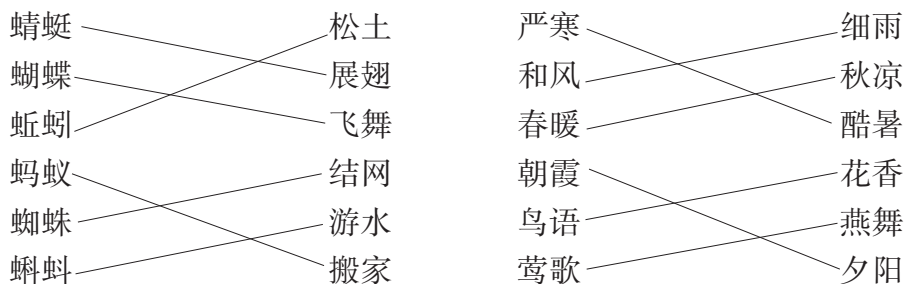 蜻蜓 松土 严寒 细雨
蝴蝶 展翅 和风 秋凉
蚯蚓 飞舞 春暖 酷暑
蚂蚁 结网 朝霞 花香
蜘蛛 游水 鸟语 燕舞
蝌蚪 搬家 莺歌 夕阳